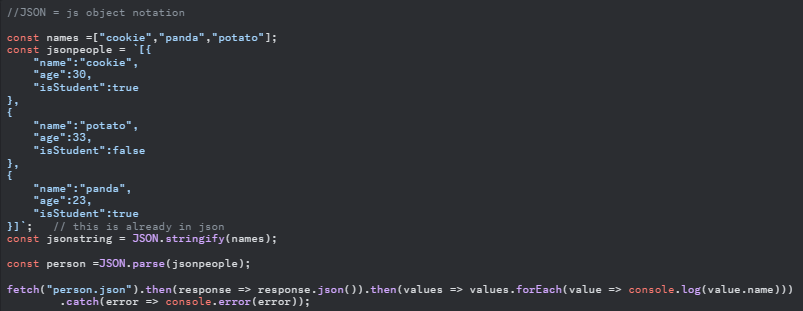 //JSON = js object notation
const names =["cookie","panda","potato"];
const jsonpeople = `[{
    "name":"cookie",
    "age":30,
    "isStudent":true
},
{
    "name":"potato",
    "age":33,
    "isStudent":false
},
{
    "name":"panda",
    "age":23,
    "isStudent":true
}]`;   // this is already in json
const jsonstring = JSON.stringify(names);
const person =JSON.parse(jsonpeople);
fetch("person.json").then(response => response.json()).then(values => values.forEach(value => console.log(value.name)))
        .catch(error => console.error(error));